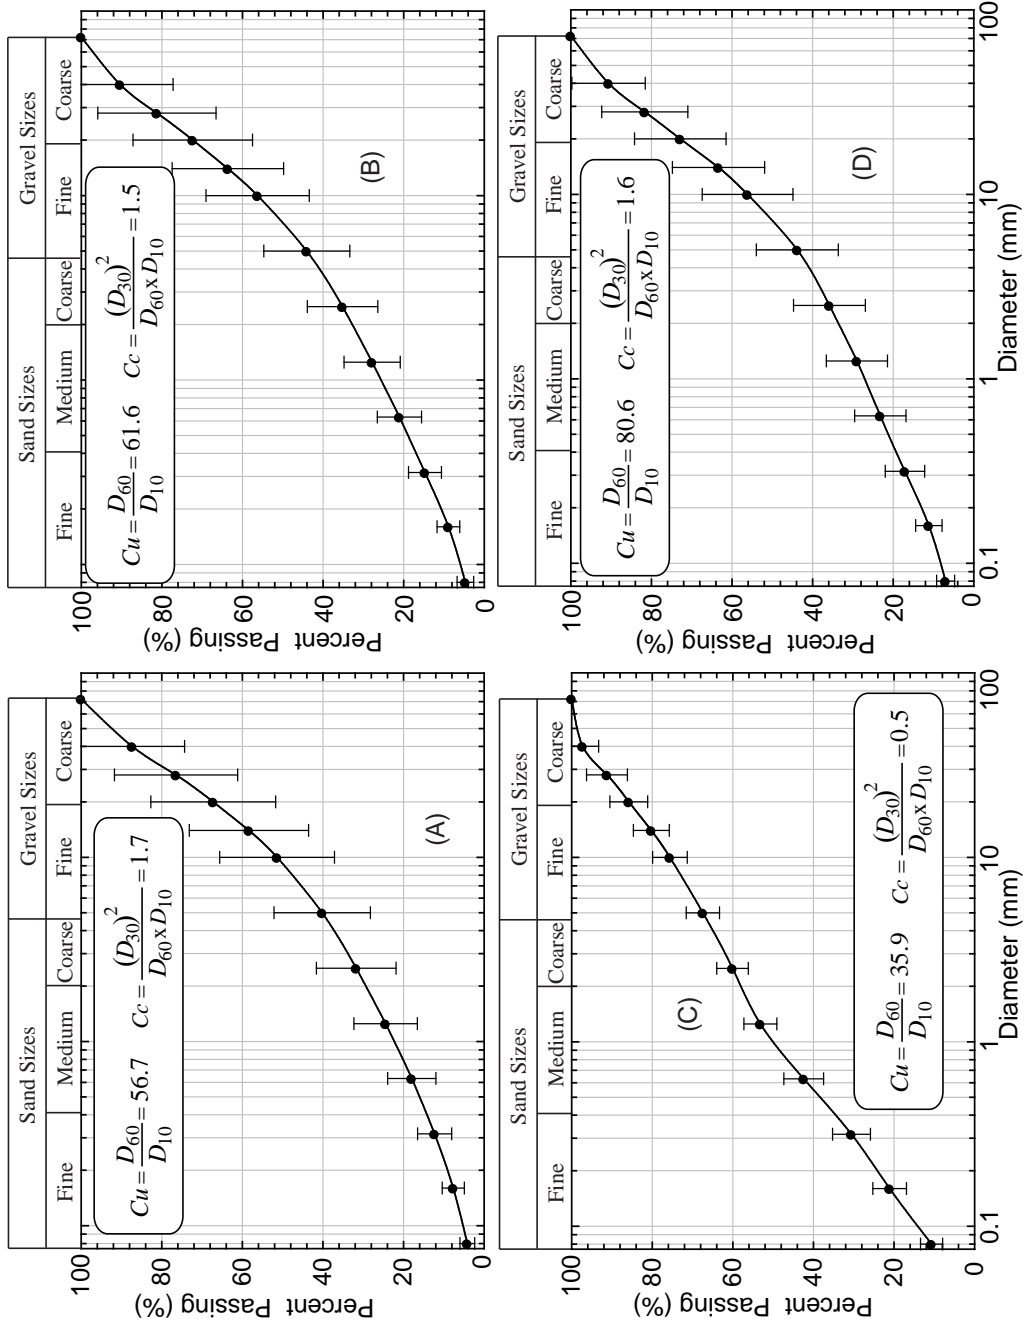 Sand Sizes Gravel Sizes
Fine Medium Coarse Fine Coarse
Cu = D60 / D10 = 56.7 Cc = (D30)2 / D60 x D10 = 1.7
(A)
100
80
60
40
20
0
Percent Passing (%)
Sand Sizes Gravel Sizes
Fine Medium Coarse Fine Coarse
Cu = D60 / D10 = 61.6 Cc = (D30)2 / D60 x D10 = 1.5
(B)
100
80
60
40
20
0
Percent Passing (%)
Sand Sizes Gravel Sizes
Fine Medium Coarse Fine Coarse
(C)
Cu = D60 / D10 = 35.9 Cc = (D30)2 / D60 x D10 = 0.5
100
80
60
40
20
0
Percent Passing (%)
0.1 1 10 100
Diameter (mm)
Sand Sizes Gravel Sizes
Fine Medium Coarse Fine Coarse
Cu = D60 / D10 = 80.6 Cc = (D30)2 / D60 x D10 = 1.6
(D)
100
80
60
40
20
0
Percent Passing (%)
0.1 1 10 100
Diameter (mm)